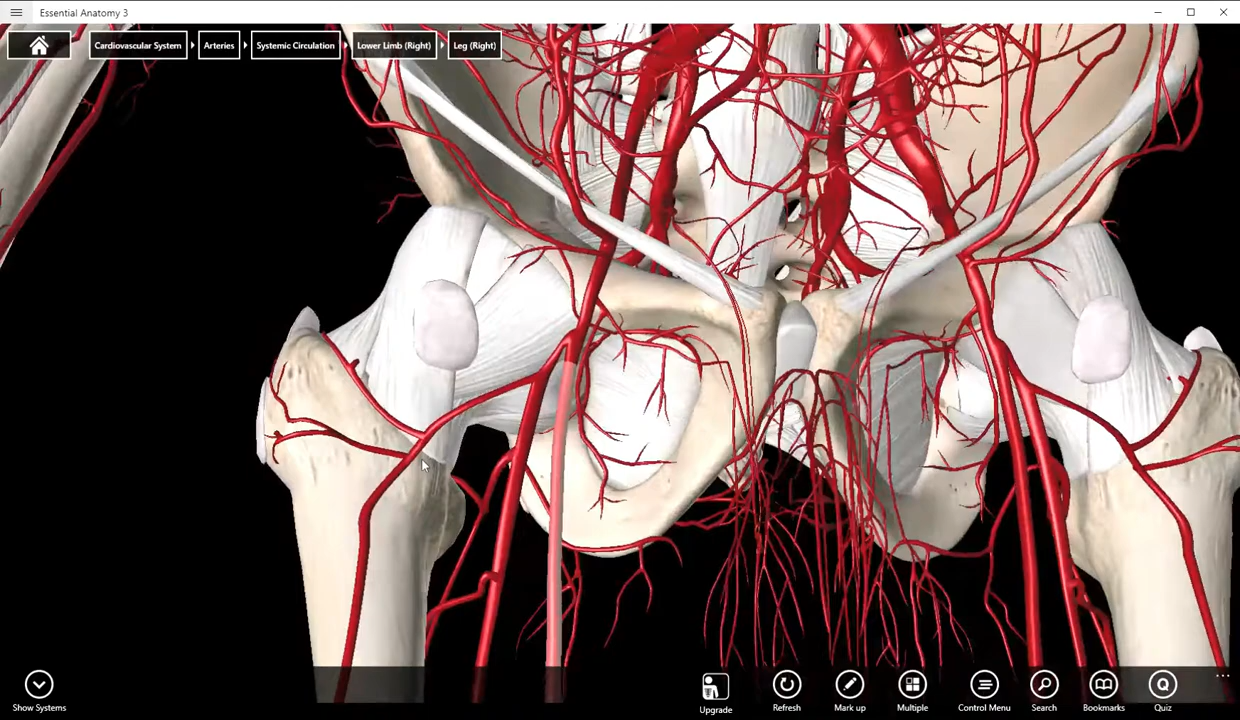 Essential Anatomy 3
Cardiovascular System
Arteries
Systemic Circulation
Lower Limb (Right)
Leg (Right)
Show Systems
Upgrade
Refresh
Mark up
Multiple
Control Menu
Search
Bookmarks
Q
Quiz